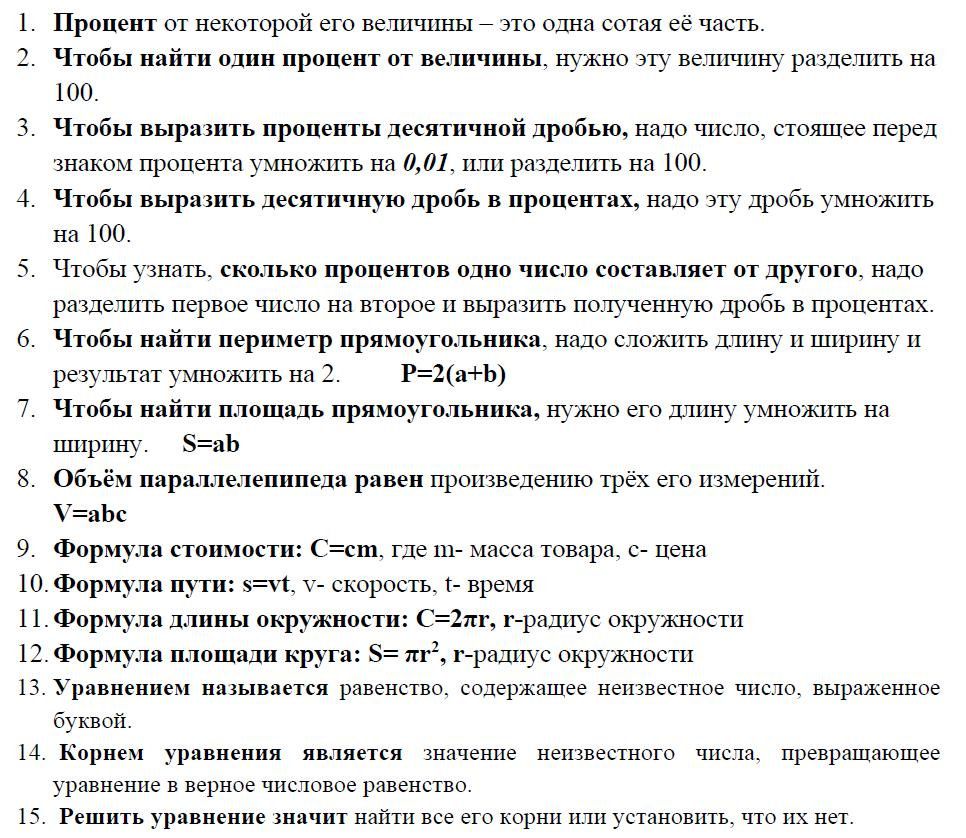 1. Процент от некоторой его величины – это одна сотая её часть.
2. Чтобы найти один процент от величины, нужно эту величину разделить на
100.
3. Чтобы выразить проценты десятичной дробью, надо число, стоящее перед
знаком процента умножить на 0,01, или разделить на 100.
4. Чтобы выразить десятичную дробь в процентах, надо эту дробь умножить
на 100.
5. Чтобы узнать, сколько процентов одно число составляет от другого, надо
разделить первое число на второе и выразить полученную дробь в процентах.
6. Чтобы найти периметр прямоугольника, надо сложить длину и ширину и
результат умножить на 2. P=2(a+b)
7. Чтобы найти площадь прямоугольника, нужно его длину умножить на
ширину. S=ab
8. Объём параллелепипеда равен произведению трёх его измерений.
V=abc
9. Формула стоимости: C=cm, где m- масса товара, c- цена
10. Формула пути: s=vt, v- скорость, t- время
11. Формула длины окружности: C=2πr, r-радиус окружности
12. Формула площади круга: S= πr², r-радиус окружности
13. Уравнением называется равенство, содержащее неизвестное число, выраженное
буквой.
14. Корнем уравнения является значение неизвестного числа, превращающее
уравнение в верное числовое равенство.
15. Решить уравнение значит найти все его корни или установить, что их нет.